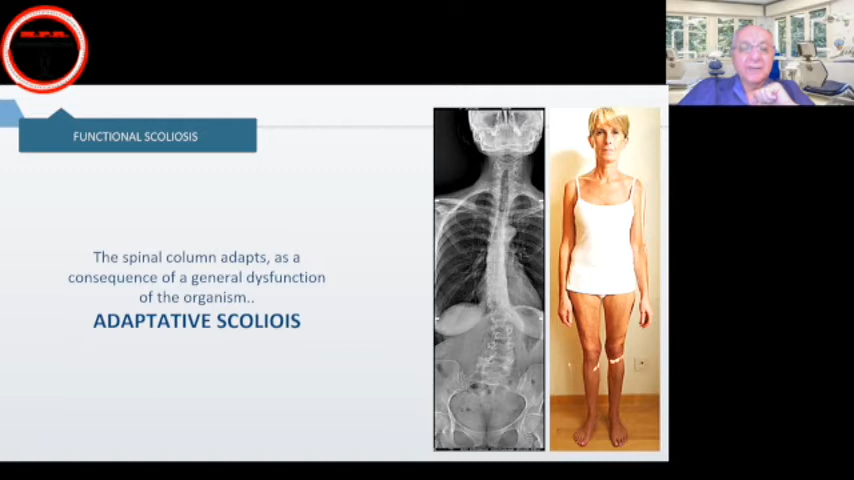 R.P.R.
FUNCTIONAL SCOLIOSIS
The spinal column adapts, as a
consequence of a general dysfunction
of the organism..
ADAPTATIVE SCOLIOIS